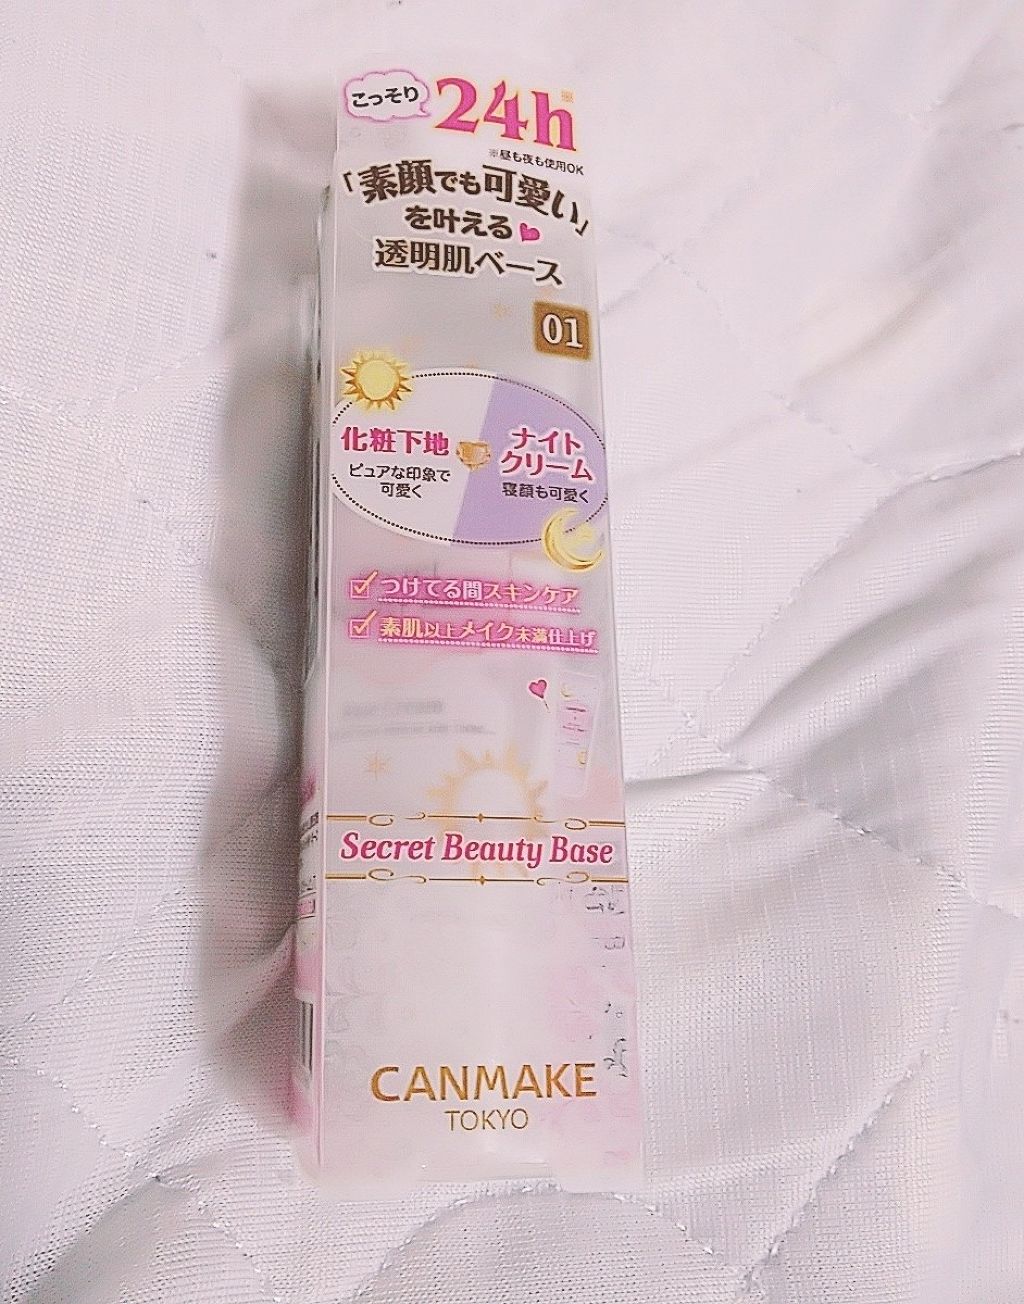 こっそり
24h※
※昼も夜も使用OK
「素顔でも可愛い」
を叶える
透明肌ベース
01
化粧下地
ピュアな印象で
可愛く
ナイト
クリーム
寝顔も可愛く
つけてる間スキンケア
素肌以上メイク未満仕上げ
Secret Beauty Base
CANMAKE
TOKYO